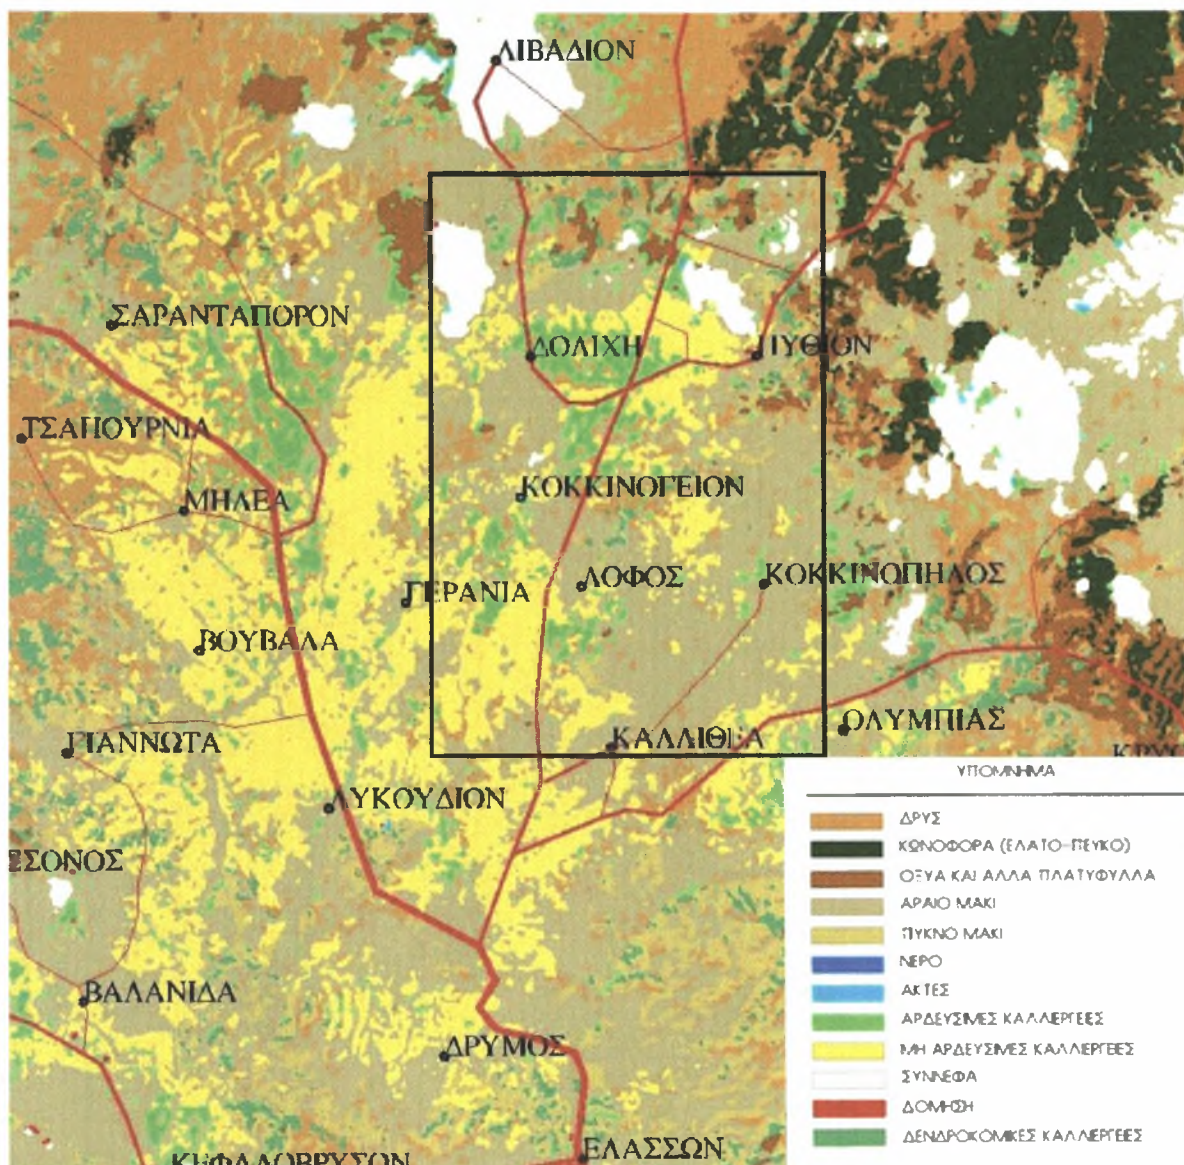 ΛΙΒΑΔΙΟΝ
ΣΑΡΑΝΤΑΠΟΡΟΝ
ΔΟΛΙΧΗ
ΠΥΘΙΟΝ
ΤΣΑΠΟΥΡΝΙΑ
ΜΗΛΕΑ
ΚΟΚΚΙΝΟΓΕΙΟΝ
ΓΕΡΑΝΙΑ
ΛΟΦΟΣ
ΚΟΚΚΙΝΟΠΗΛΟΣ
ΒΟΥΒΑΛΑ
ΓΙΑΝΝΩΤΑ
ΚΑΛΛΙΘΕΑ
ΟΛΥΜΠΙΑΣ
ΛΥΚΟΥΔΙΟΝ
ΣΣΟΝΟΣ
ΒΑΛΑΝΙΔΑ
ΔΡΥΜΟΣ
ΕΛΑΣΣΩΝ
ΚΕΦΑΛΟΒΡΥΣΟΝ
ΥΠΟΜΝΗΜΑ
ΔΡΥΣ
ΚΩΝΟΦΟΡΑ (ΕΛΑΤΟ-ΠΕΥΚΟ)
ΟΞΥΑ ΚΑΙ ΑΛΛΑ ΠΛΑΤΥΦΥΛΛΑ
ΑΡΑΙΟ ΜΑΚΙ
ΠΥΚΝΟ ΜΑΚΙ
ΝΕΡΟ
ΑΚΤΕΣ
ΑΡΔΕΥΣΙΜΕΣ ΚΑΛΛΙΕΡΓΕΙΕΣ
ΜΗ ΑΡΔΕΥΣΙΜΕΣ ΚΑΛΛΙΕΡΓΕΙΕΣ
ΣΥΝΝΕΦΑ
ΔΟΜΗΣΗ
ΔΕΝΔΡΟΚΟΜΙΚΕΣ ΚΑΛΛΙΕΡΓΕΙΕΣ